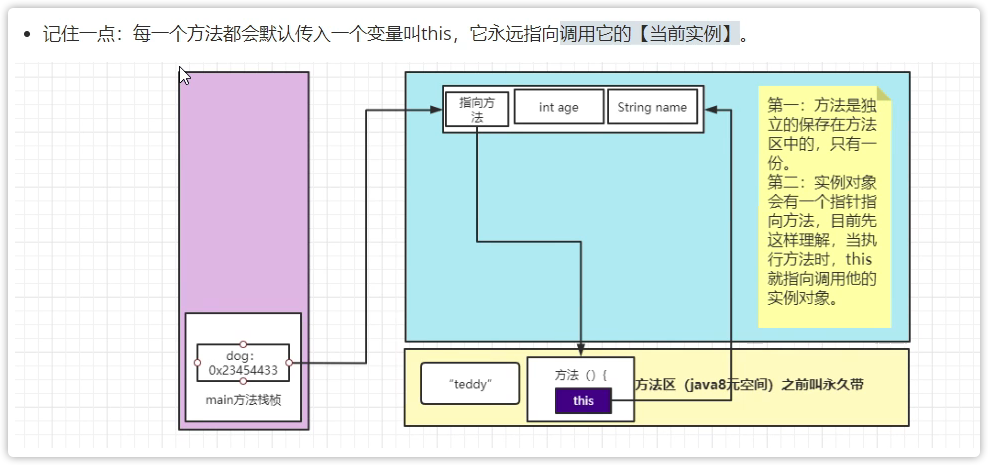 记住一点：每一个方法都会默认传入一个变量叫this，它永远指向调用它的【当前实例】。
指向方
法
int age
String name
第一：方法是独
立的保存在方法
区中的，只有一
份。
第二：实例对象
会有一个指针指
向方法，目前先
这样理解，当执
行方法时，this
就指向调用他的
实例对象。
dog：
0x23454433
main方法栈桢
“teddy”
方法（）{
this
方法区（java8元空间）之前叫永久带